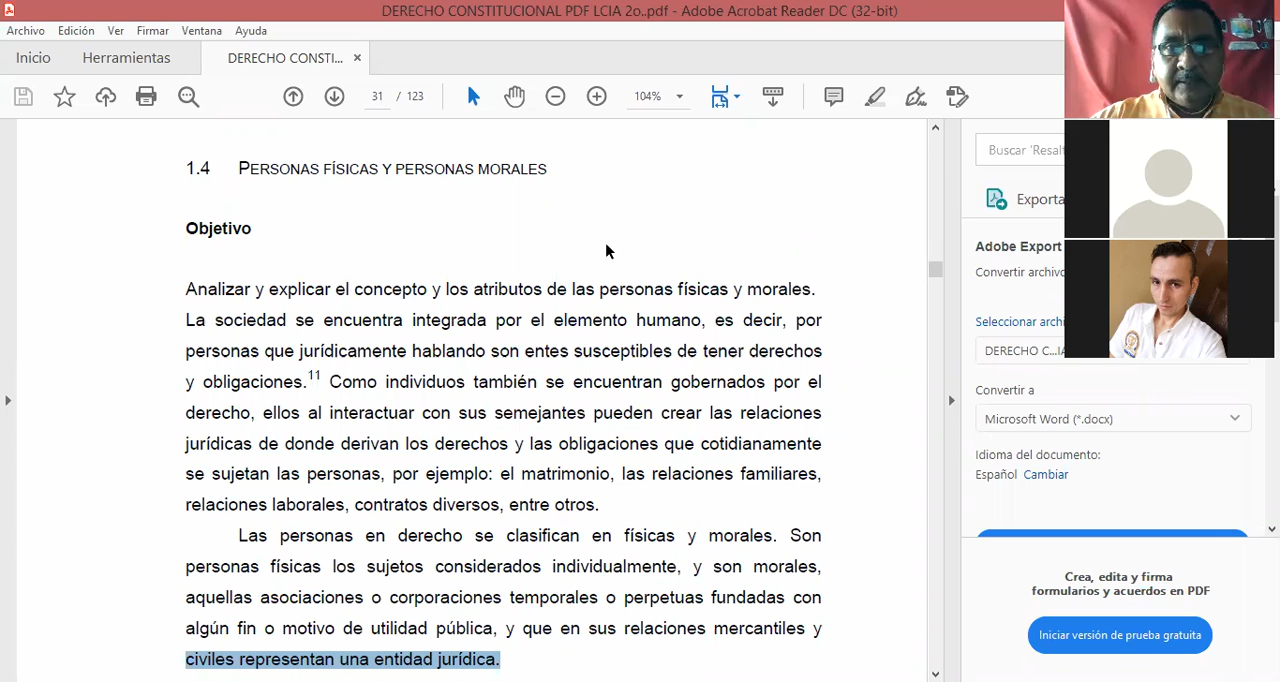 DERECHO CONSTITUCIONAL PDF LCIA 2o..pdf - Adobe Acrobat Reader DC (32-bit)
Archivo Edición Ver Firmar Ventana Ayuda
Inicio Herramientas DERECHO CONSTI... ×
31 / 123 104%
1.4 PERSONAS FÍSICAS Y PERSONAS MORALES
Objetivo
Analizar y explicar el concepto y los atributos de las personas físicas y morales.
La sociedad se encuentra integrada por el elemento humano, es decir, por
personas que jurídicamente hablando son entes susceptibles de tener derechos
y obligaciones.11 Como individuos también se encuentran gobernados por el
derecho, ellos al interactuar con sus semejantes pueden crear las relaciones
jurídicas de donde derivan los derechos y las obligaciones que cotidianamente
se sujetan las personas, por ejemplo: el matrimonio, las relaciones familiares,
relaciones laborales, contratos diversos, entre otros.
Las personas en derecho se clasifican en físicas y morales. Son
personas físicas los sujetos considerados individualmente, y son morales,
aquellas asociaciones o corporaciones temporales o perpetuas fundadas con
algún fin o motivo de utilidad pública, y que en sus relaciones mercantiles y
civiles representan una entidad jurídica.
Buscar 'Resalt
Exporta
Adobe Export
Convertir archivo
Seleccionar archi
DERECHO C...IA
Convertir a
Microsoft Word (*.docx)
Idioma del documento:
Español Cambiar
Crea, edita y firma
formularios y acuerdos en PDF
Iniciar versión de prueba gratuita